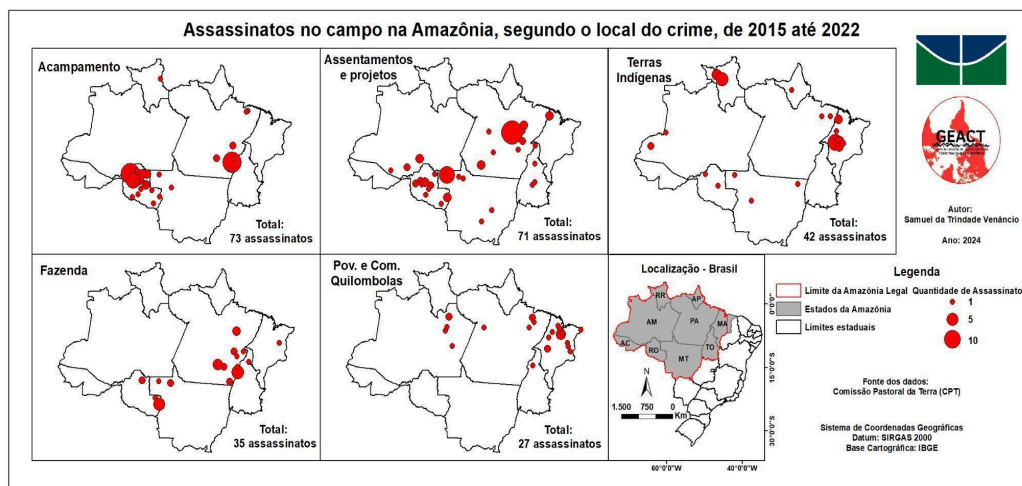 Assassinatos no campo na Amazônia, segundo o local do crime, de 2015 até 2022
Acampamento
Total:
73 assassinatos
Assentamentos
e projetos
Total:
71 assassinatos
Terras
Indígenas
Total:
42 assassinatos
GEACT
Autor:
Samuel da Trindade Venâncio
Ano: 2024
Fazenda
Total:
35 assassinatos
Pov. e Com.
Quilombolas
Total:
27 assassinatos
Localização - Brasil
RR
AP
AM
PA
MA
AC
RO
TO
MT
N
1.500 750 0
Km
0°0'0"
15°0'0"S
30°0'0"S
60°0'0"W
40°0'0"W
Legenda
Limite da Amazônia Legal
Estados da Amazônia
Limites estaduais
Quantidade de Assassinatos
1
5
10
Fonte dos dados:
Comissão Pastoral da Terra (CPT)
Sistema de Coordenadas Geográficas
Datum: SIRGAS 2000
Base Cartográfica: IBGE